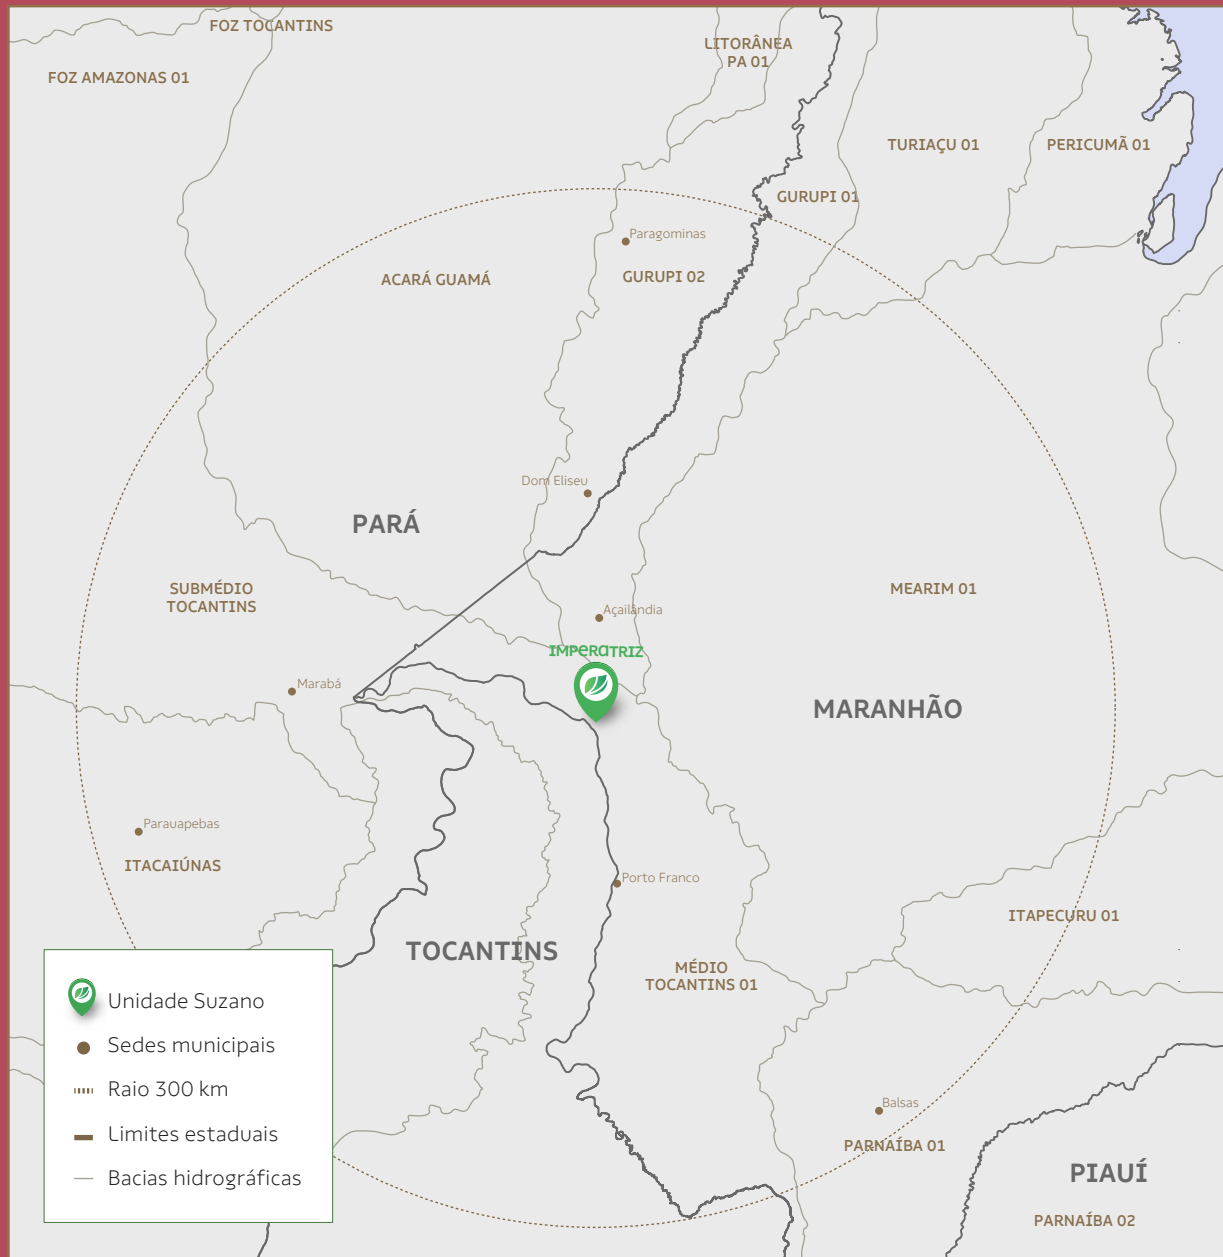 FOZ TOCANTINS
LITORÂNEA
PA 01
FOZ AMAZONAS 01
TURIAÇU 01
PERICUMÃ 01
GURUPI 01
Paragominas
ACARÁ GUAMÁ
GURUPI 02
Dom Eliseu
PARÁ
SUBMÉDIO
TOCANTINS
MEARIM 01
Açailândia
IMPERATRIZ
Marabá
MARANHÃO
Parauapebas
ITACAIÚNAS
Porto Franco
ITAPECURU 01
TOCANTINS
MÉDIO
TOCANTINS 01
Unidade Suzano
Sedes municipais
Raio 300 km
Limites estaduais
Bacias hidrográficas
Balsas
PARNAÍBA 01
PIAUÍ
PARNAÍBA 02